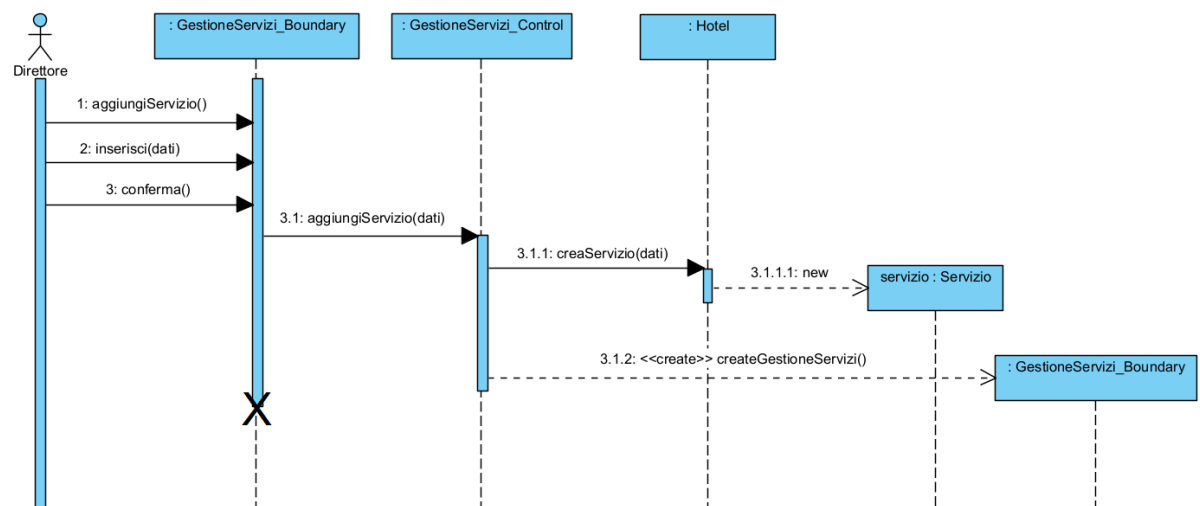 : GestioneServizi_Boundary
: GestioneServizi_Control
: Hotel
Direttore
1: aggiungiServizio()
2: inserisci(dati)
3: conferma()
3.1: aggiungiServizio(dati)
3.1.1: creaServizio(dati)
3.1.1.1: new
servizio : Servizio
3.1.2: <<create>> createGestioneServizi()
: GestioneServizi_Boundary